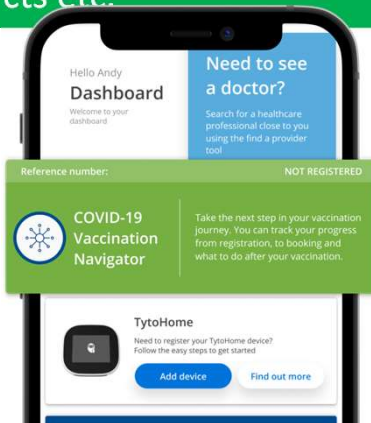 ets etc.
Hello Andy
Dashboard
Welcome to your
dashboard
Need to see
a doctor?
Search for a healthcare
professional close to you
using the find a provider
tool
Reference number:
NOT REGISTERED
COVID-19
Vaccination
Navigator
Take the next step in your vaccination
journey. You can track your progress
from registration, to booking and
what to do after your vaccination.
TytoHome
Need to register your TytoHome device?
Follow the easy steps to get started
Add device
Find out more